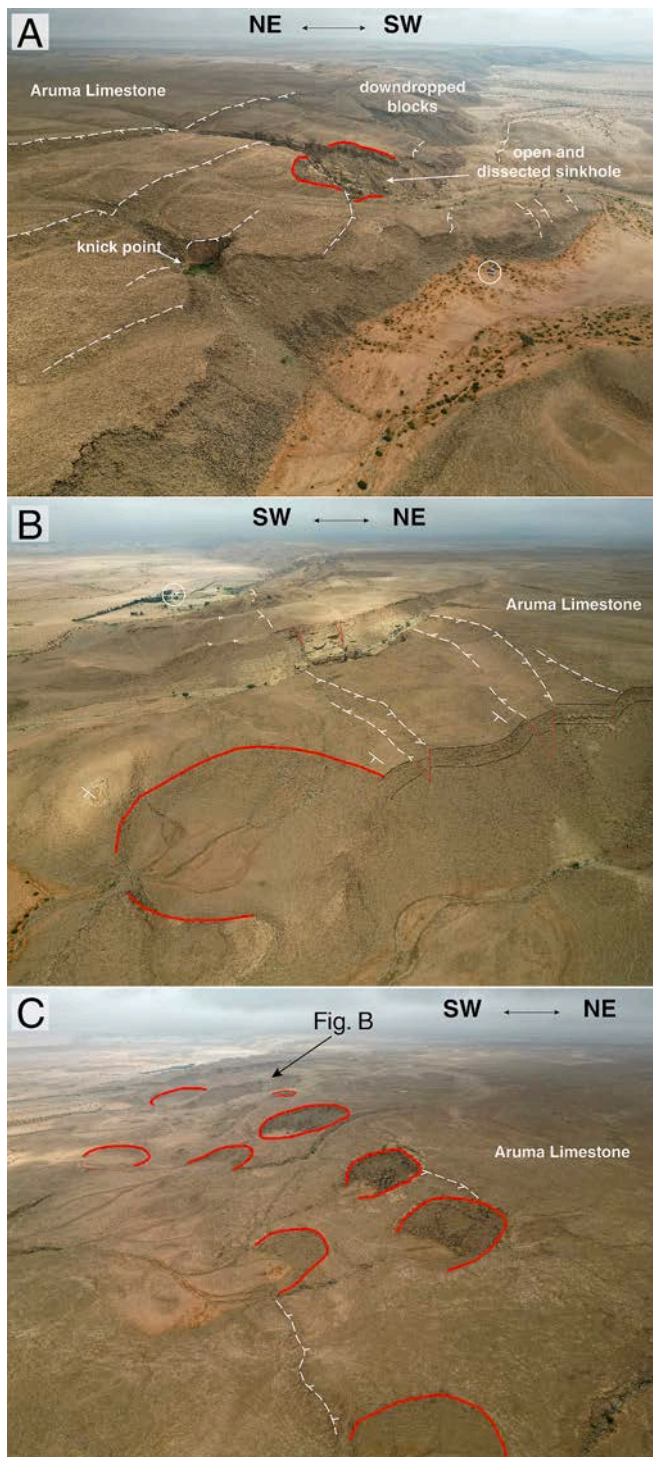 A
NE SW
Aruma Limestone
downdropped
blocks
open and
dissected sinkhole
knick point
B
SW NE
Aruma Limestone
C
Fig. B
SW NE
Aruma Limestone